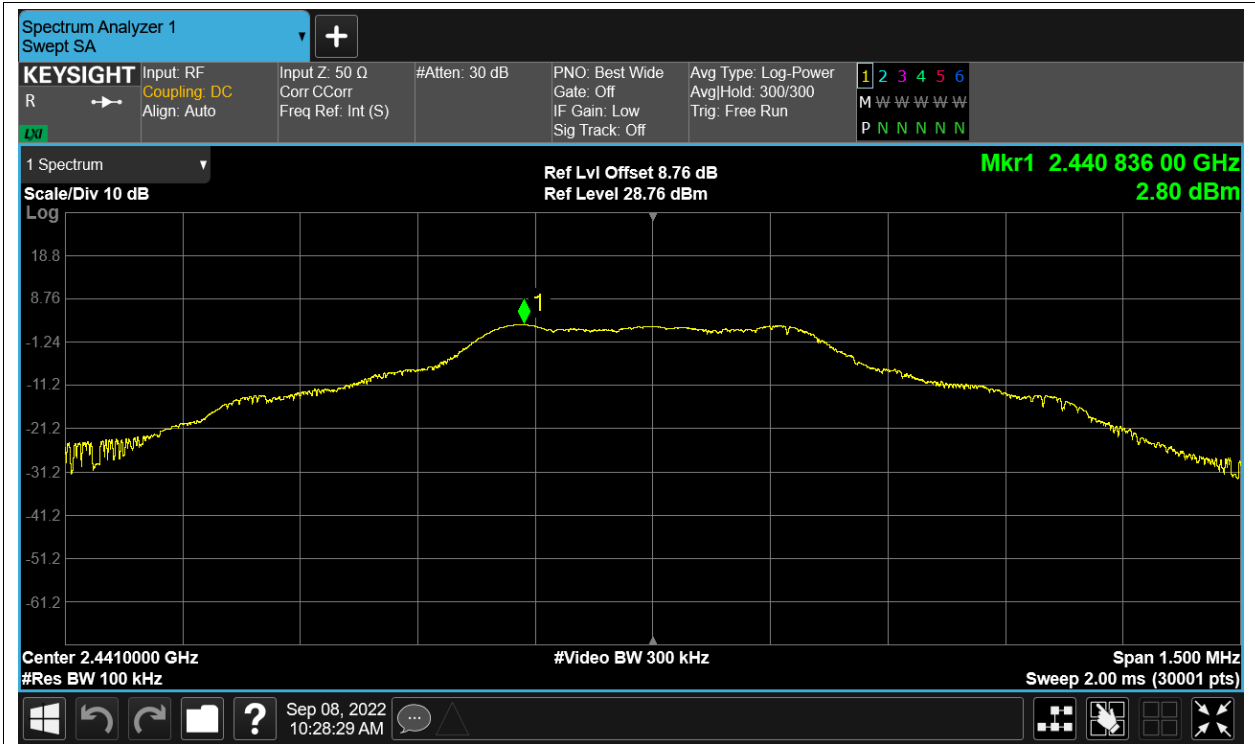 Spectrum Analyzer 1
Swept SA
KEYSIGHT
R
LXI
Input: RF
Coupling: DC
Align: Auto
Input Z: 50 Ω
Corr CCorr
Freq Ref: Int (S)
#Atten: 30 dB
PNO: Best Wide
Gate: Off
IF Gain: Low
Sig Track: Off
Avg Type: Log-Power
Avg|Hold: 300/300
Trig: Free Run
1 2 3 4 5 6
M W W W W W
P N N N N N
1 Spectrum
Scale/Div 10 dB
Log
Ref Lvl Offset 8.76 dB
Ref Level 28.76 dBm
Mkr1 2.440 836 00 GHz
2.80 dBm
18.8
8.76
-1.24
-11.2
-21.2
-31.2
-41.2
-51.2
-61.2
1
Center 2.4410000 GHz
#Res BW 100 kHz
#Video BW 300 kHz
Span 1.500 MHz
Sweep 2.00 ms (30001 pts)
?
Sep 08, 2022
10:28:29 AM